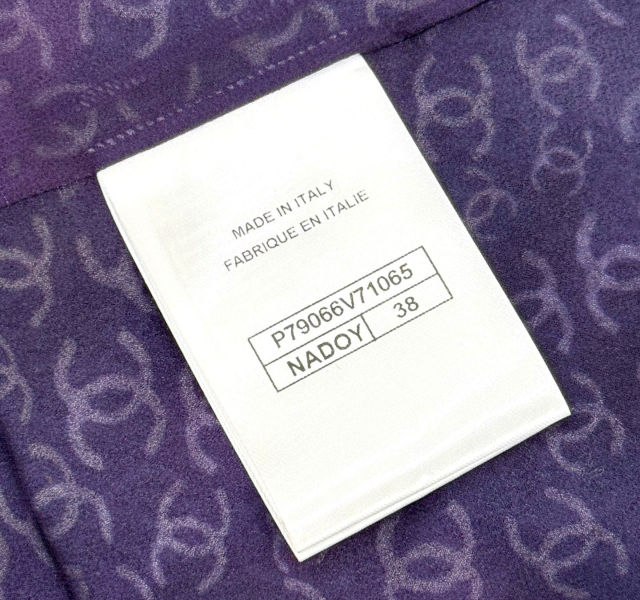 MADE IN ITALY
FABRIQUE EN ITALIE
P79066V71065
NADOY 38